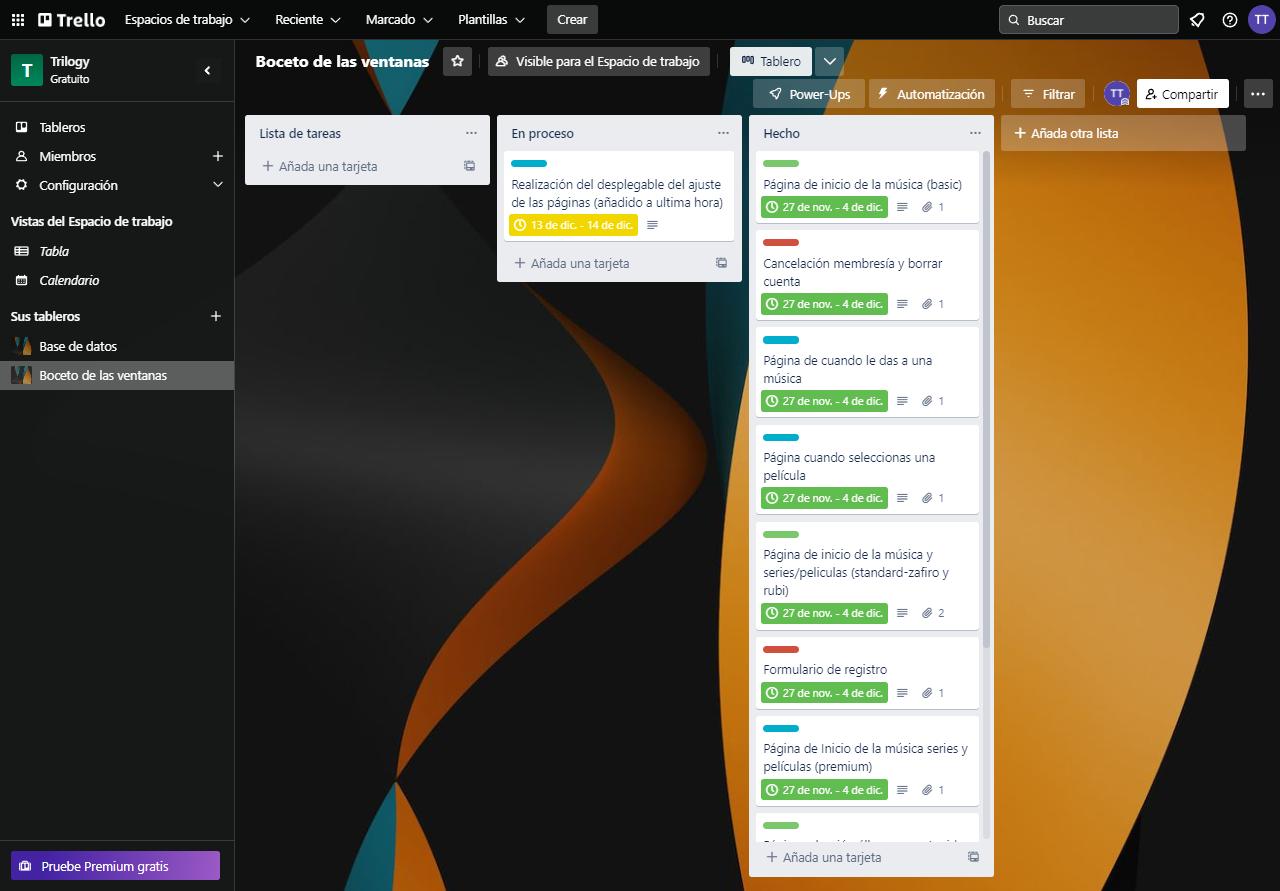 Trello
Espacios de trabajo
Reciente
Marcado
Plantillas
Crear
Buscar
TT
T
Trilogy
Gratuito
Boceto de las ventanas
Visible para el Espacio de trabajo
Tablero
Power-Ups
Automatización
Filtrar
TT
Compartir
Tableros
Miembros
Configuración
Vistas del Espacio de trabajo
Tabla
Calendario
Sus tableros
Base de datos
Boceto de las ventanas
Pruebe Premium gratis
Lista de tareas
Añada una tarjeta
En proceso
Realización del desplegable del ajuste
de las páginas (añadido a ultima hora)
13 de dic. - 14 de dic.
Añada una tarjeta
Hecho
Página de inicio de la música (basic)
27 de nov. - 4 de dic. 1
Cancelación membresía y borrar
cuenta
27 de nov. - 4 de dic. 1
Página de cuando le das a una
música
27 de nov. - 4 de dic. 1
Página cuando seleccionas una
película
27 de nov. - 4 de dic. 1
Página de inicio de la música y
series/peliculas (standard-zafiro y
rubi)
27 de nov. - 4 de dic. 2
Formulario de registro
27 de nov. - 4 de dic. 1
Página de Inicio de la música series y
películas (premium)
27 de nov. - 4 de dic. 1
Añada una tarjeta
Añada otra lista